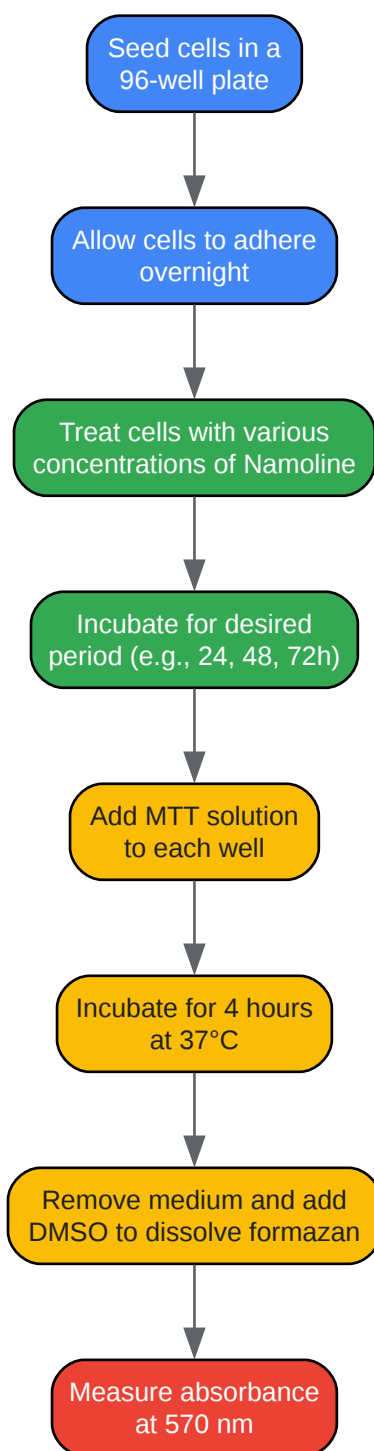 Seed cells in a
96-well plate
Allow cells to adhere
overnight
Treat cells with various
concentrations of Namoline
Incubate for desired
period (e.g., 24, 48, 72h)
Add MTT solution
to each well
Incubate for 4 hours
at 37°C
Remove medium and add
DMSO to dissolve formazan
Measure absorbance
at 570 nm